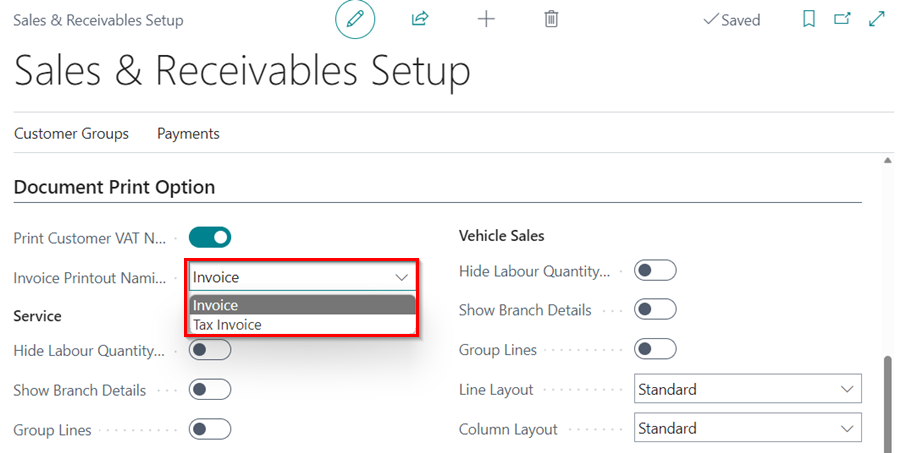 Sales & Receivables Setup
Saved
Sales & Receivables Setup
Customer Groups Payments
Document Print Option
Print Customer VAT N...
Invoice Printout Nami... Invoice
Invoice
Tax Invoice
Service
Hide Labour Quantity...
Show Branch Details
Group Lines
Vehicle Sales
Hide Labour Quantity...
Show Branch Details
Group Lines
Line Layout Standard
Column Layout Standard